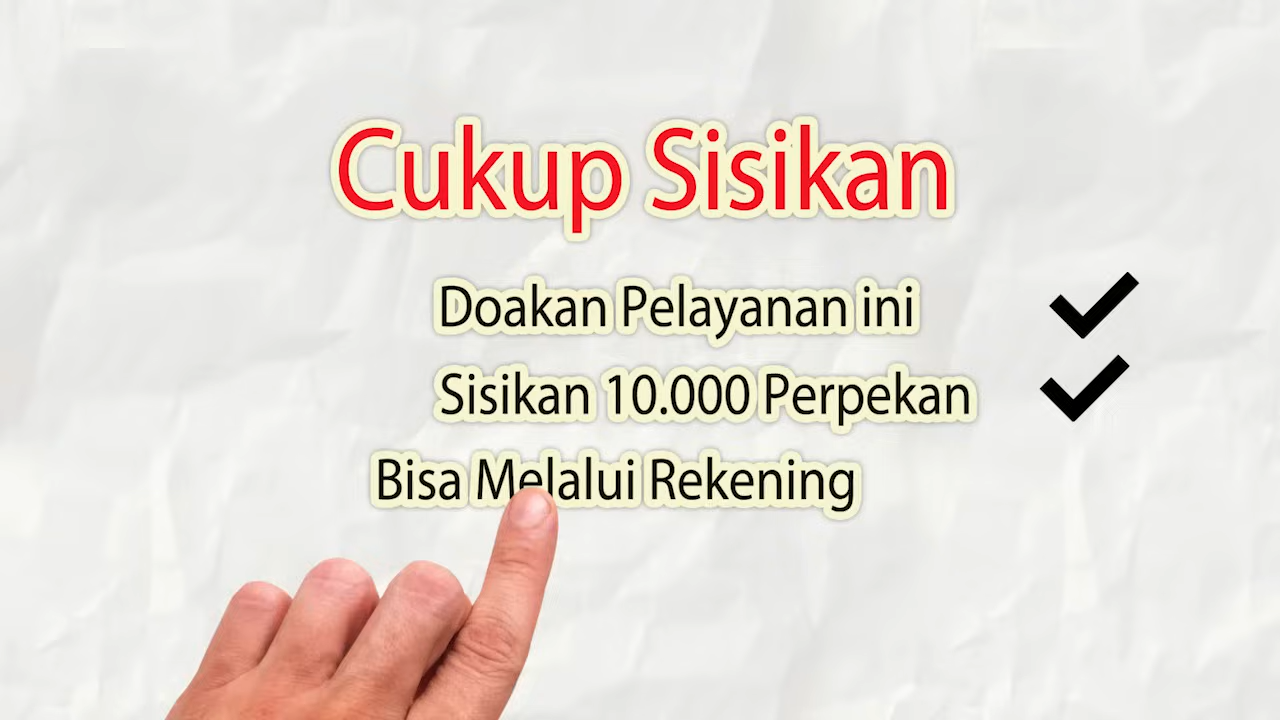 Cukup Sisikan
Doakan Pelayanan ini
Sisikan 10.000 Perpekan
Bisa Melalui Rekening